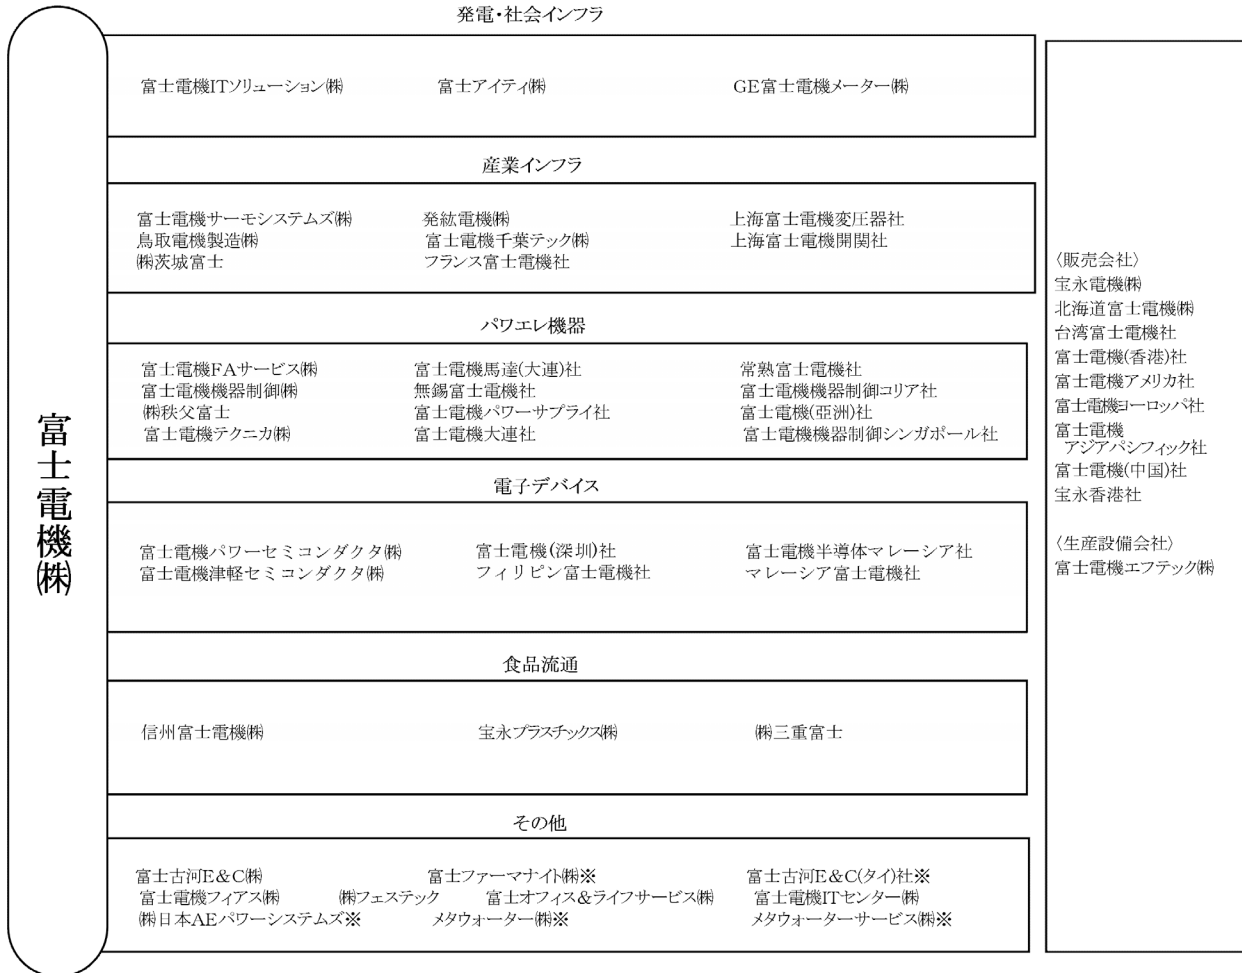 富士電機㈱
発電・社会インフラ
富士電機ITソリューション㈱ 富士アイティ㈱ GE富士電機メーター㈱
産業インフラ
富士電機サーモシステムズ㈱ 発紘電機㈱ 上海富士電機変圧器社
鳥取電機製造㈱ 富士電機千葉テック㈱ 上海富士電機開関社
㈱茨城富士 フランス富士電機社
パワエレ機器
富士電機FAサービス㈱ 富士電機馬達(大連)社 常熟富士電機社
富士電機機器制御㈱ 無錫富士電機社 富士電機機器制御コリア社
㈱秩父富士 富士電機パワーサプライ社 富士電機(亞洲)社
富士電機テクニカ㈱ 富士電機大連社 富士電機機器制御シンガポール社
電子デバイス
富士電機パワーセミコンダクタ㈱ 富士電機(深圳)社 富士電機半導体マレーシア社
富士電機津軽セミコンダクタ㈱ フィリピン富士電機社 マレーシア富士電機社
食品流通
信州富士電機㈱ 宝永プラスチックス㈱ ㈱三重富士
その他
富士古河E&C㈱ 富士ファーマナイト㈱※ 富士古河E&C(タイ)社※
富士電機フィアス㈱ ㈱フェステック 富士オフィス&ライフサービス㈱ 富士電機ITセンター㈱
㈱日本AEパワーシステムズ※ メタウォーター㈱※ メタウォーターサービス㈱※
〈販売会社〉
宝永電機㈱
北海道富士電機㈱
台湾富士電機社
富士電機(香港)社
富士電機アメリカ社
富士電機ヨーロッパ社
富士電機
アジアパシフィック社
富士電機(中国)社
宝永香港社
〈生産設備会社〉
富士電機エフテック㈱